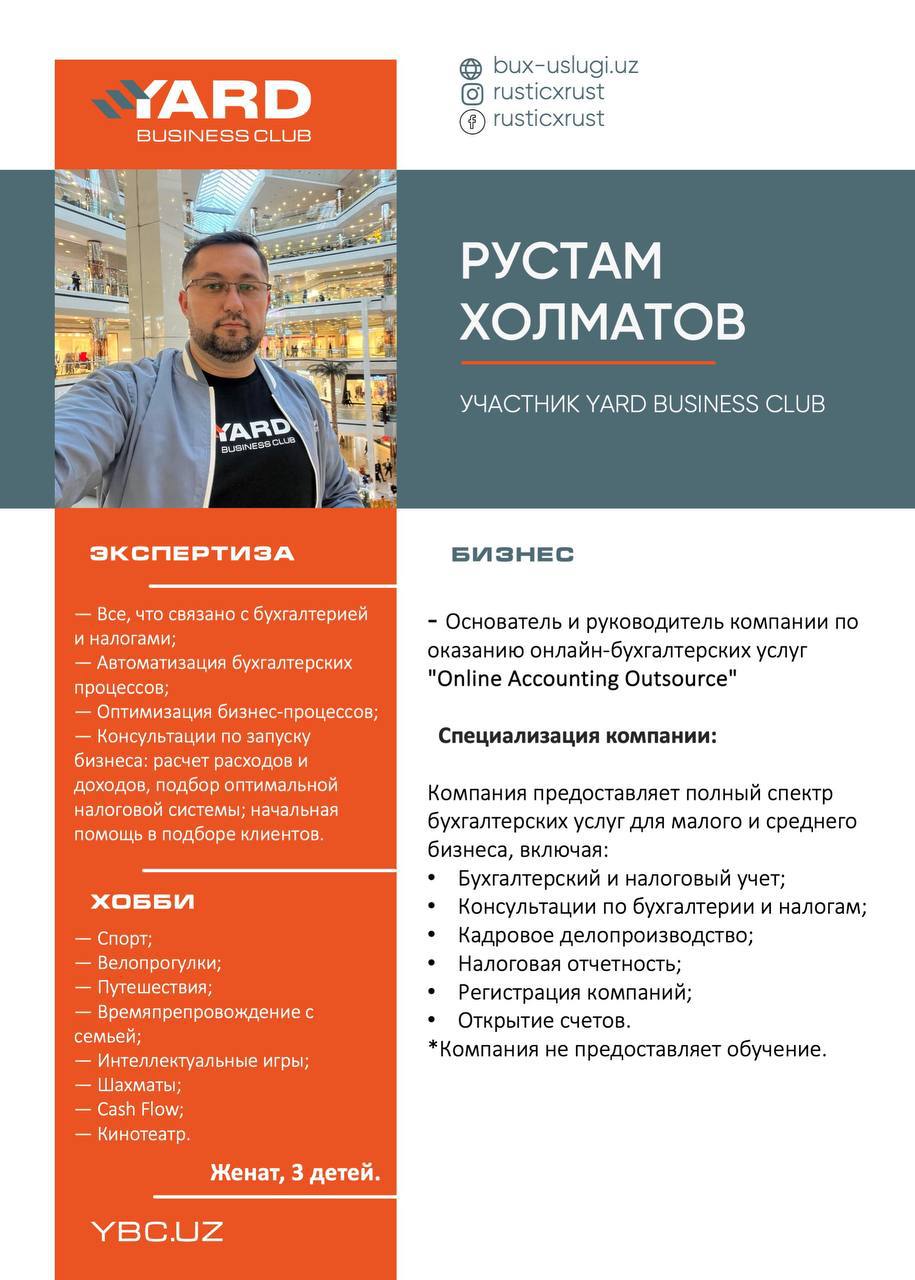 YARD
BUSINESS CLUB
bux-uslugi.uz
rusticxrust
rusticxrust
РУСТАМ
ХОЛМАТОВ
УЧАСТНИК YARD BUSINESS CLUB
YARD
BUSINESS CLUB
ЭКСПЕРТИЗА
— Все, что связано с бухгалтерией
и налогами;
— Автоматизация бухгалтерских
процессов;
— Оптимизация бизнес-процессов;
— Консультации по запуску
бизнеса: расчет расходов и
доходов, подбор оптимальной
налоговой системы; начальная
помощь в подборе клиентов.
ХОББИ
— Спорт;
— Велопрогулки;
— Путешествия;
— Времяпрепровождение с
семьей;
— Интеллектуальные игры;
— Шахматы;
— Cash Flow;
— Кинотеатр.
Женат, 3 детей.
YBC.UZ
БИЗНЕС
- Основатель и руководитель компании по
оказанию онлайн-бухгалтерских услуг
"Online Accounting Outsource"
Специализация компании:
Компания предоставляет полный спектр
бухгалтерских услуг для малого и среднего
бизнеса, включая:
• Бухгалтерский и налоговый учет;
• Консультации по бухгалтерии и налогам;
• Кадровое делопроизводство;
• Налоговая отчетность;
• Регистрация компаний;
• Открытие счетов.
*Компания не предоставляет обучение.